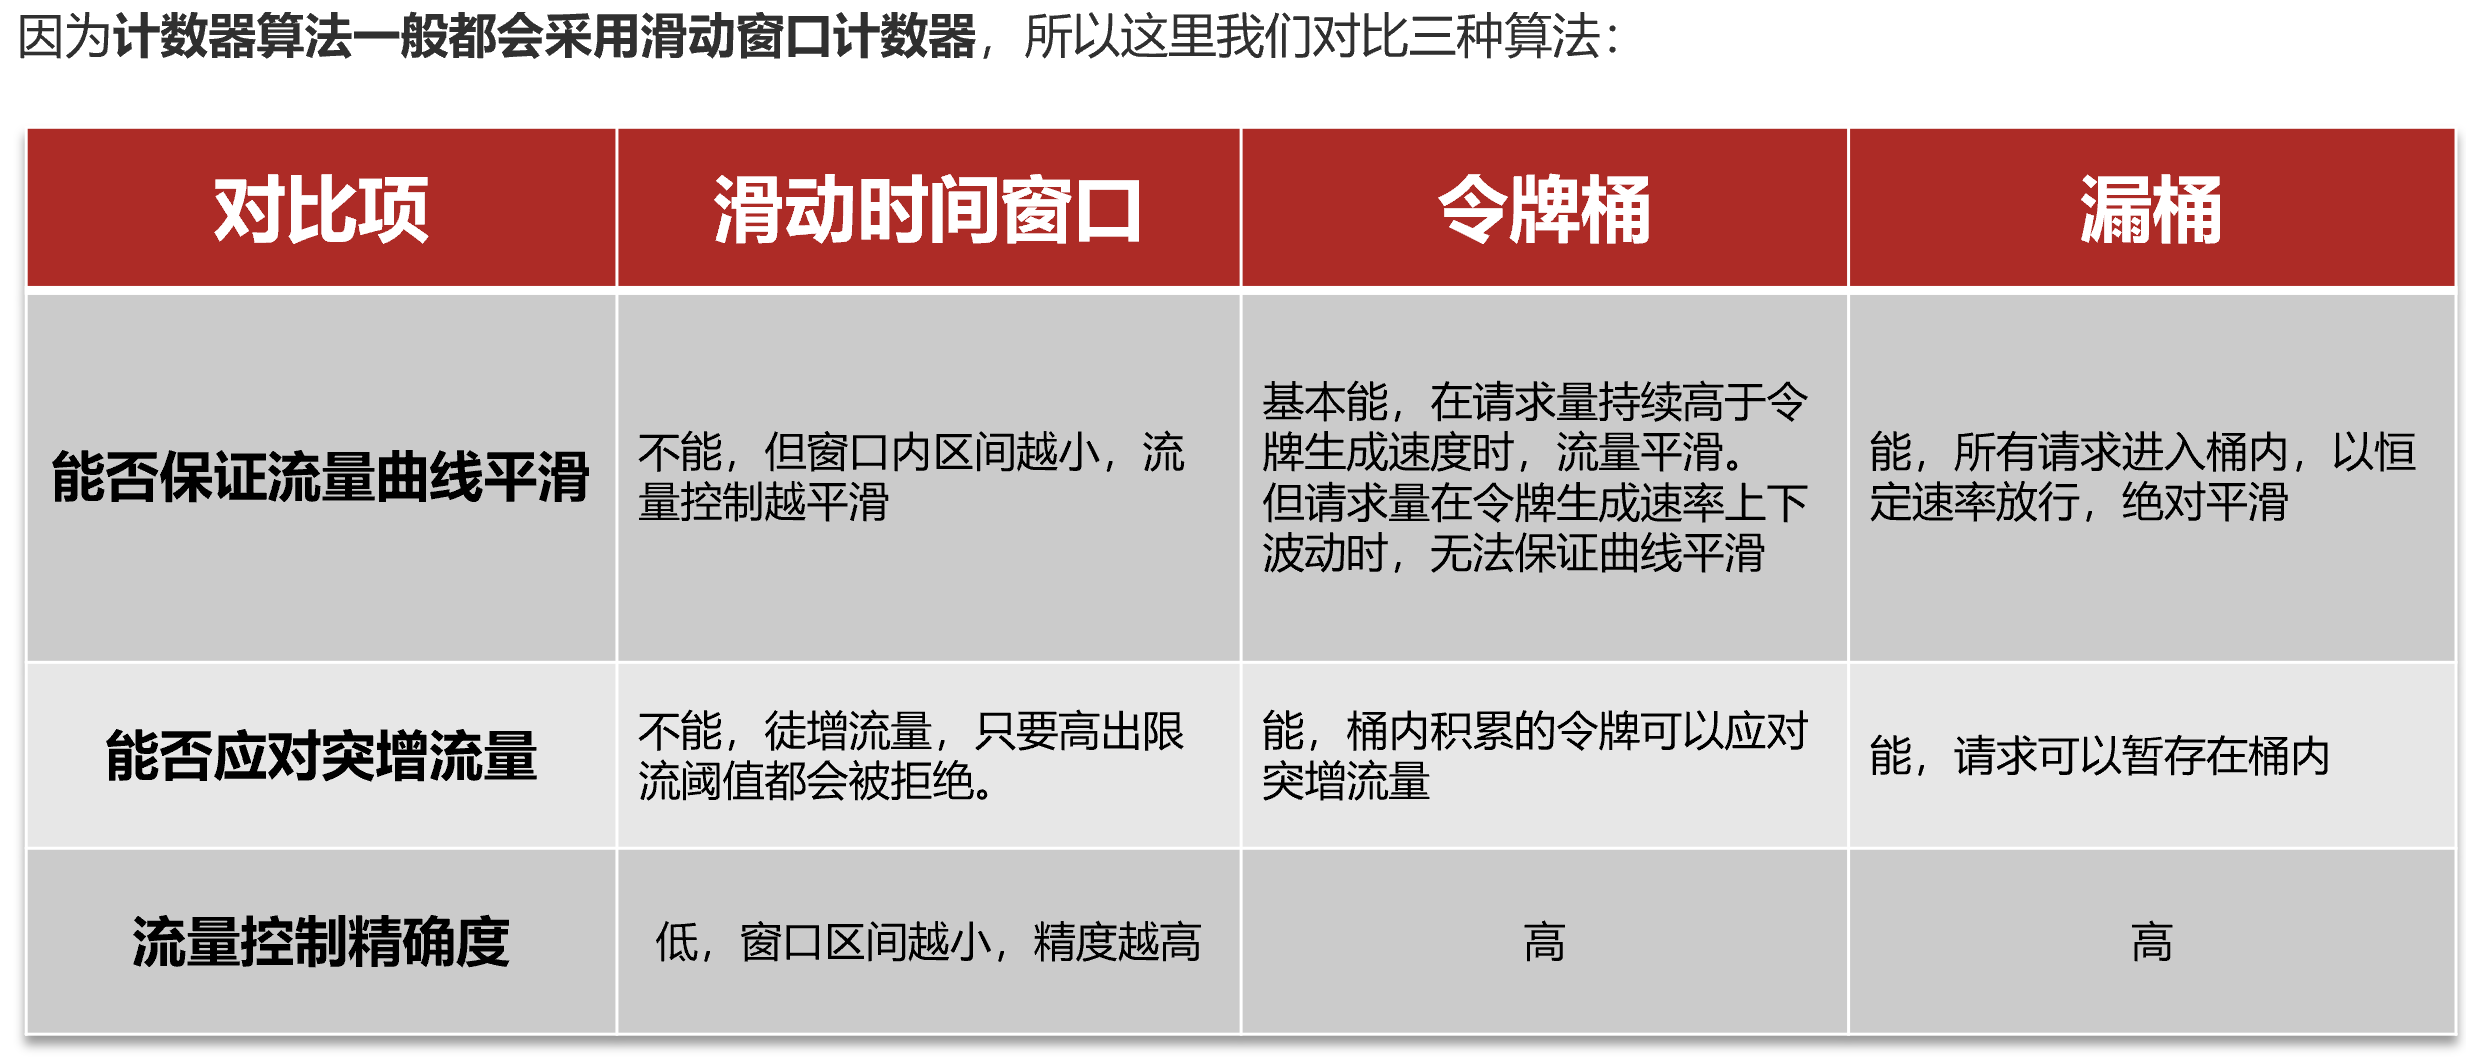 因为计数器算法一般都会采用滑动窗口计数器，所以这里我们对比三种算法：
对比项 滑动时间窗口 令牌桶 漏桶
能否保证流量曲线平滑
不能，但窗口内区间越小，流
量控制越平滑
基本能，在请求量持续高于令
牌生成速度时，流量平滑。
但请求量在令牌生成速率上下
波动时，无法保证曲线平滑
能，所有请求进入桶内，以恒
定速率放行，绝对平滑
能否应对突增流量
不能，徒增流量，只要高出限
流阈值都会被拒绝。
能，桶内积累的令牌可以应对
突增流量
能，请求可以暂存在桶内
流量控制精确度
低，窗口区间越小，精度越高
高
高